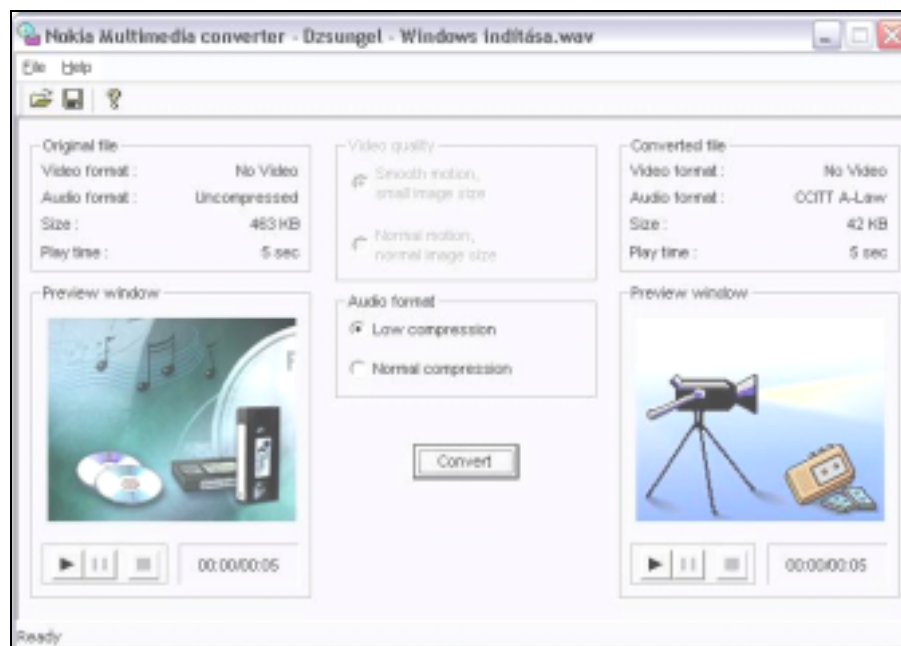 Nokia Multimedia converter - Dzsungel - Windows indítása.wav
File Help
Original file
Video format : No Video
Audio format : Uncompressed
Size : 463 KB
Play time : 5 sec
Video quality
Smooth motion,
small image size
Normal motion,
normal image size
Converted file
Video format : No Video
Audio format : CCITT A-Law
Size : 42 KB
Play time : 5 sec
Preview window
00:00/00:05
Audio format
Low compression
Normal compression
Convert
Preview window
00:00/00:05
Ready